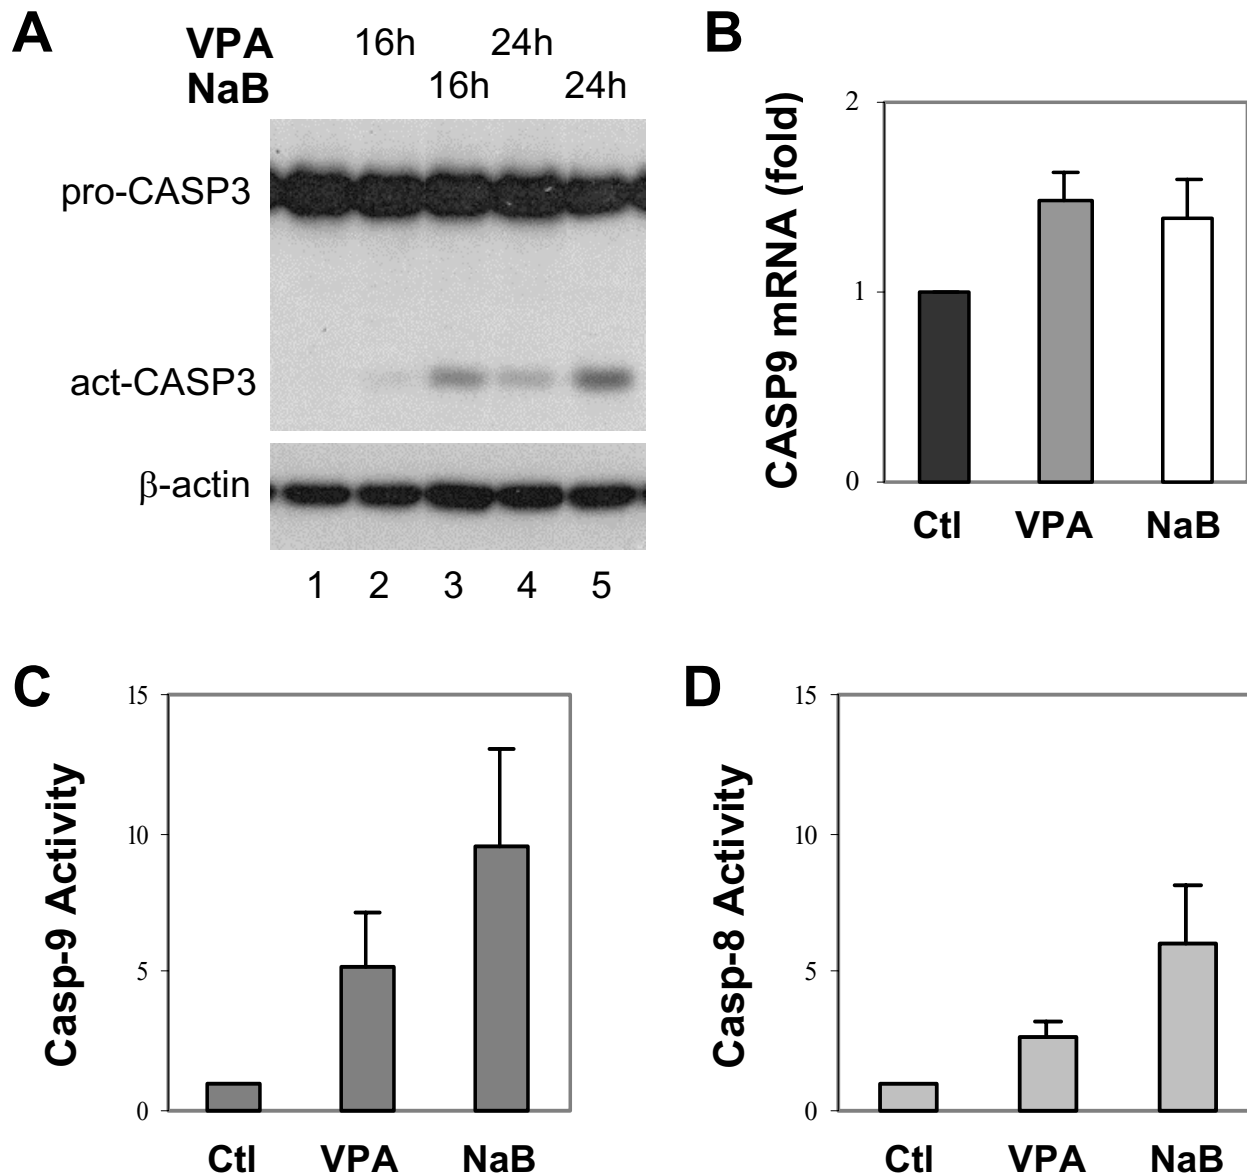 A
VPA 16h 24h
NaB 16h 24h
pro-CASP3
act-CASP3
β-actin
1 2 3 4 5
B
CASP9 mRNA (fold)
2
1
0
Ctl VPA NaB
C
Casp-9 Activity
15
10
5
0
Ctl VPA NaB
D
Casp-8 Activity
15
10
5
0
Ctl VPA NaB